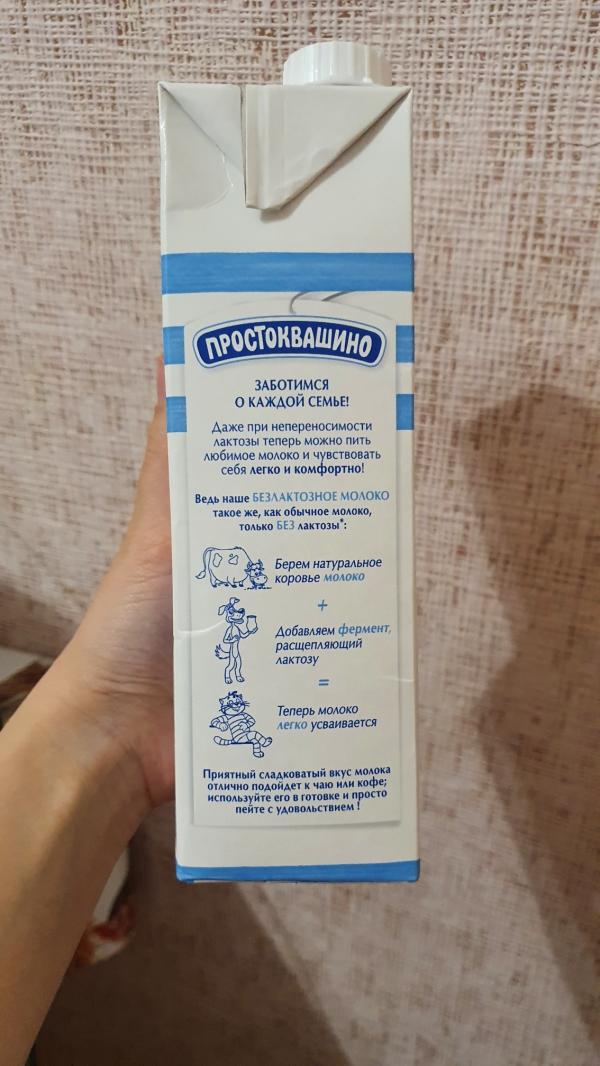 ПРОСТОКВАШИНО
ЗАБОТИМСЯ
О КАЖДОЙ СЕМЬЕ!
Даже при непереносимости
лактозы теперь можно пить
любимое молоко и чувствовать
себя легко и комфортно!
Ведь наше БЕЗЛАКТОЗНОЕ МОЛОКО
такое же, как обычное молоко,
только БЕЗ лактозы*:
Берем натуральное
коровье молоко
+
Добавляем фермент,
расщепляющий
лактозу
=
Теперь молоко
легко усваивается
Приятный сладковатый вкус молока
отлично подойдет к чаю или кофе;
используйте его в готовке и просто
пейте с удовольствием !